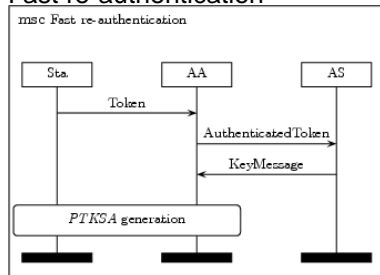 Fast re-authentication
msc Fast re-authentication
Sta.
AA
AS
Token
AuthenticatedToken
KeyMessage
PTKSA generation